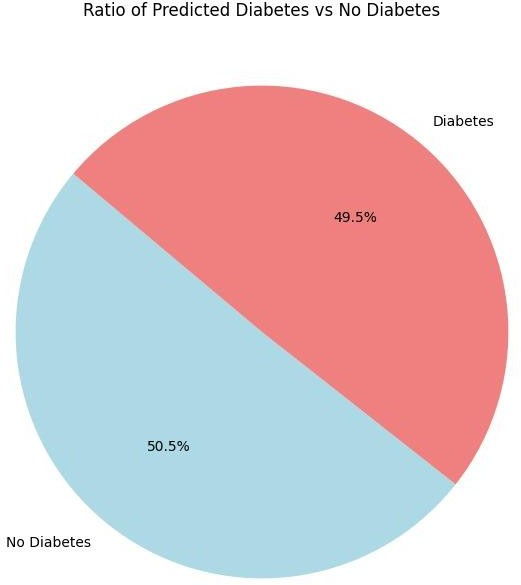 Ratio of Predicted Diabetes vs No Diabetes
Diabetes
49.5%
50.5%
No Diabetes